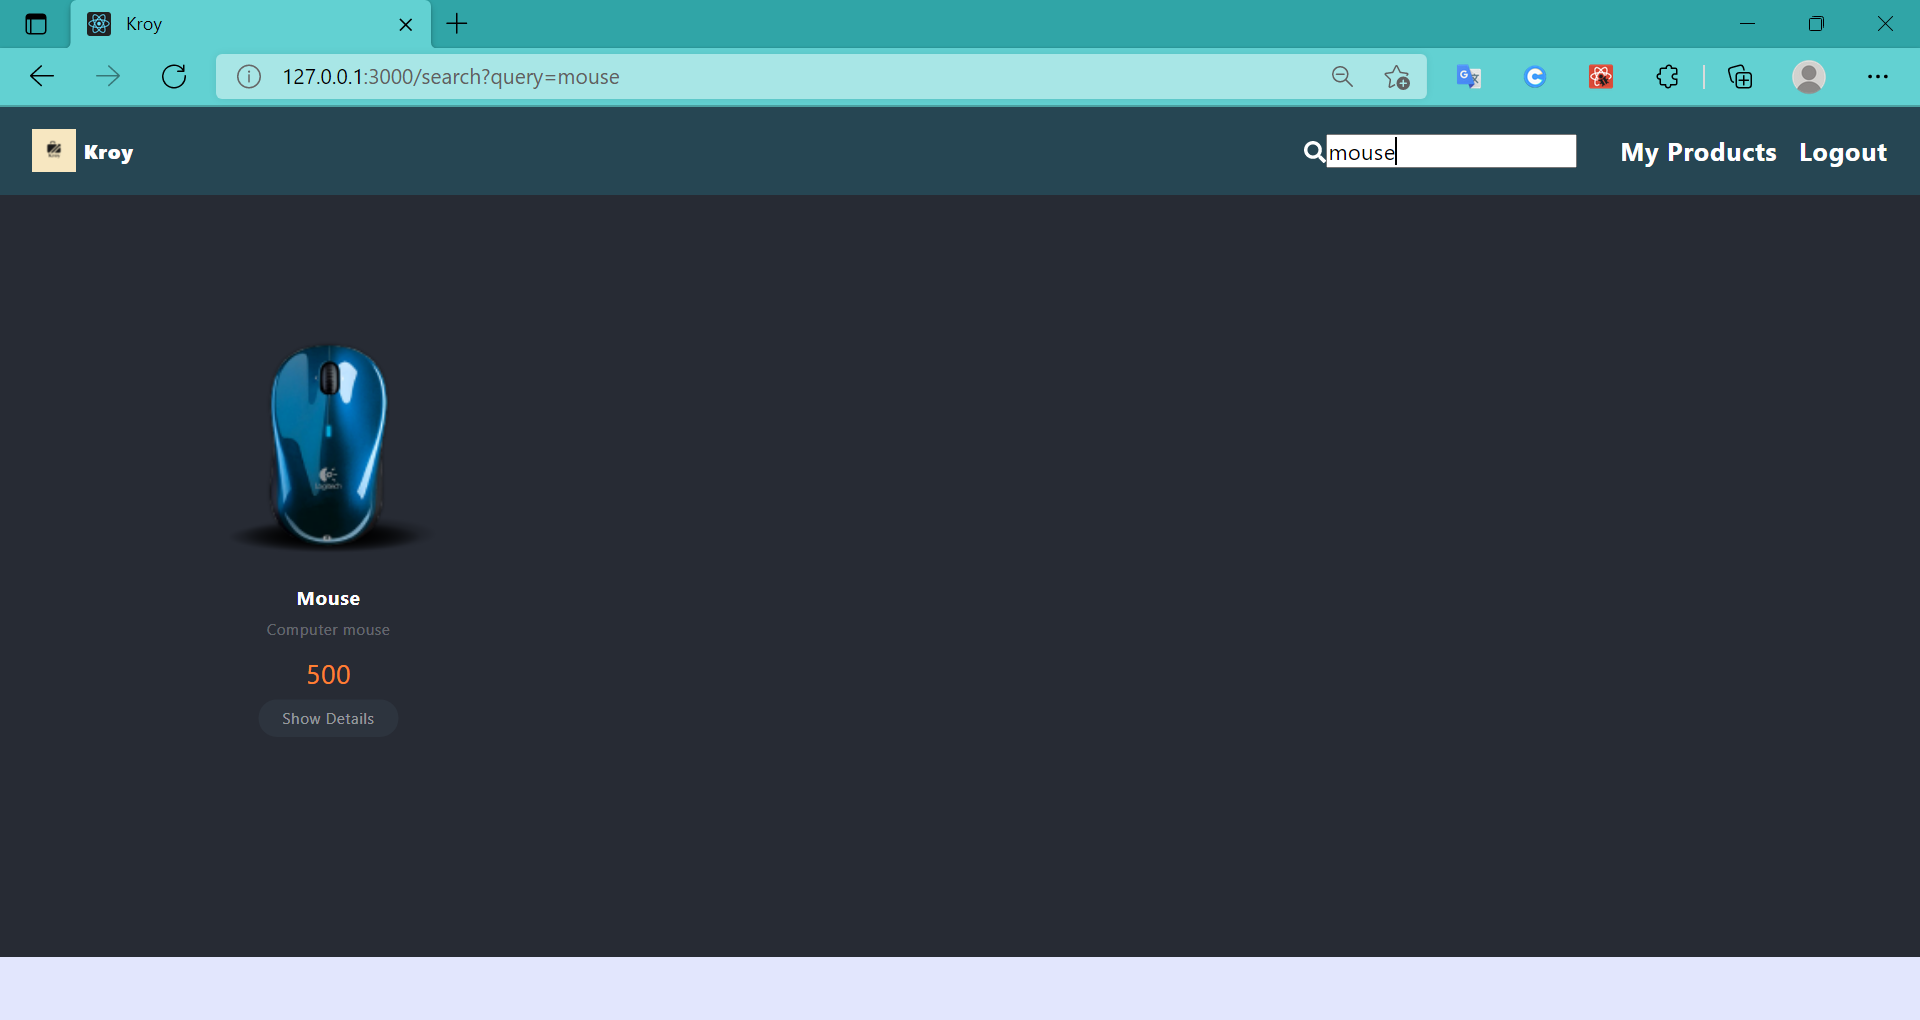 Kroy
127.0.0.1:3000/search?query=mouse
Kroy
mouse
My Products
Logout
Logitech
Mouse
Computer mouse
500
Show Details